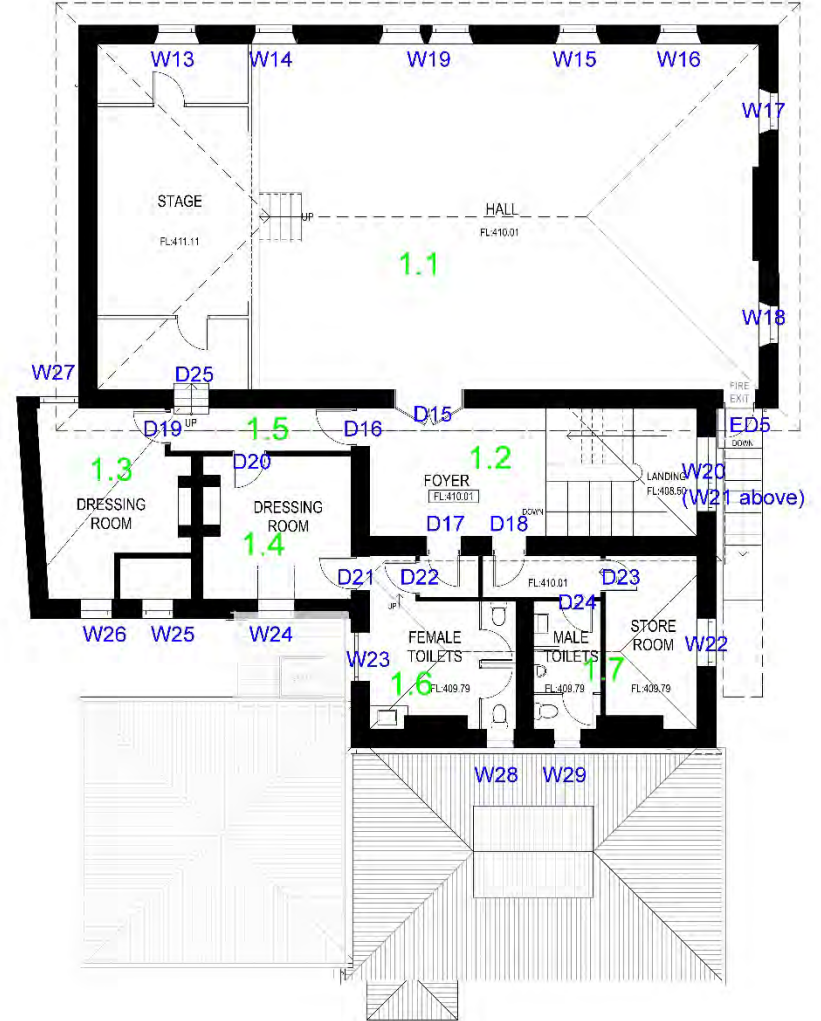 W13
W14
W19
W15
W16
W17
STAGE
FL:411.11
UP
HALL
FL:410.01
1.1
W18
W27
D25
FIRE
EXIT
D15
ED5
DOWN
D19
UP
1.5
D16
1.2
1.3
D20
FOYER
FL:410.01
LANDING
FL:408.50
W20
(W21 above)
DRESSING
ROOM
DRESSING
ROOM
1.4
DOWN
D17
D18
D21
D22
FL:410.01
D23
UP
D24
W26
W25
W24
W23
FEMALE
TOILETS
MALE
TOILETS
STORE
ROOM
W22
1.6
FL:409.79
1.7
FL:409.79
FL:409.79
W28
W29